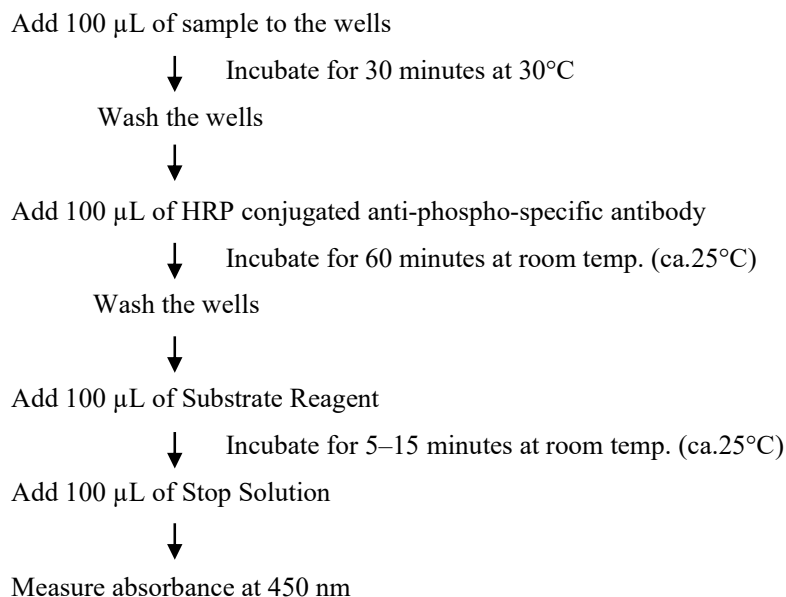 Add 100 µL of sample to the wells
Incubate for 30 minutes at 30°C
Wash the wells
Add 100 µL of HRP conjugated anti-phospho-specific antibody
Incubate for 60 minutes at room temp. (ca.25°C)
Wash the wells
Add 100 µL of Substrate Reagent
Incubate for 5–15 minutes at room temp. (ca.25°C)
Add 100 µL of Stop Solution
Measure absorbance at 450 nm